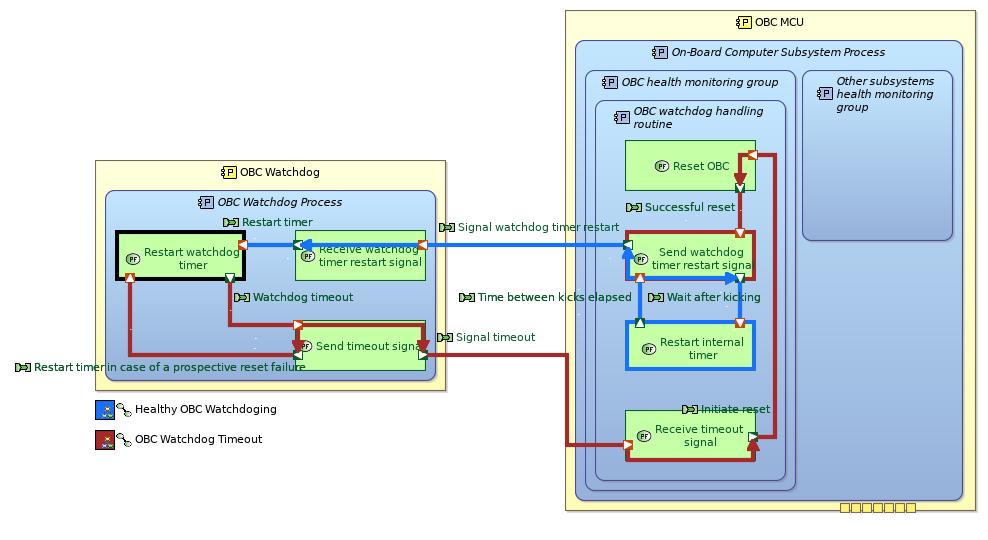 OBC MCU
On-Board Computer Subsystem Process
OBC health monitoring group
Other subsystems
health monitoring
group
OBC watchdog handling
routine
Reset OBC
Successful reset
OBC Watchdog
OBC Watchdog Process
Restart timer
Signal watchdog timer restart
Restart watchdog
timer
Receive watchdog
timer restart signal
Send watchdog
timer restart signal
Watchdog timeout
Time between kicks elapsed
Wait after kicking
Send timeout signal
Signal timeout
Restart internal
timer
Restart timer in case of a prospective reset failure
Healthy OBC Watchdoging
Initiate reset
OBC Watchdog Timeout
Receive timeout
signal